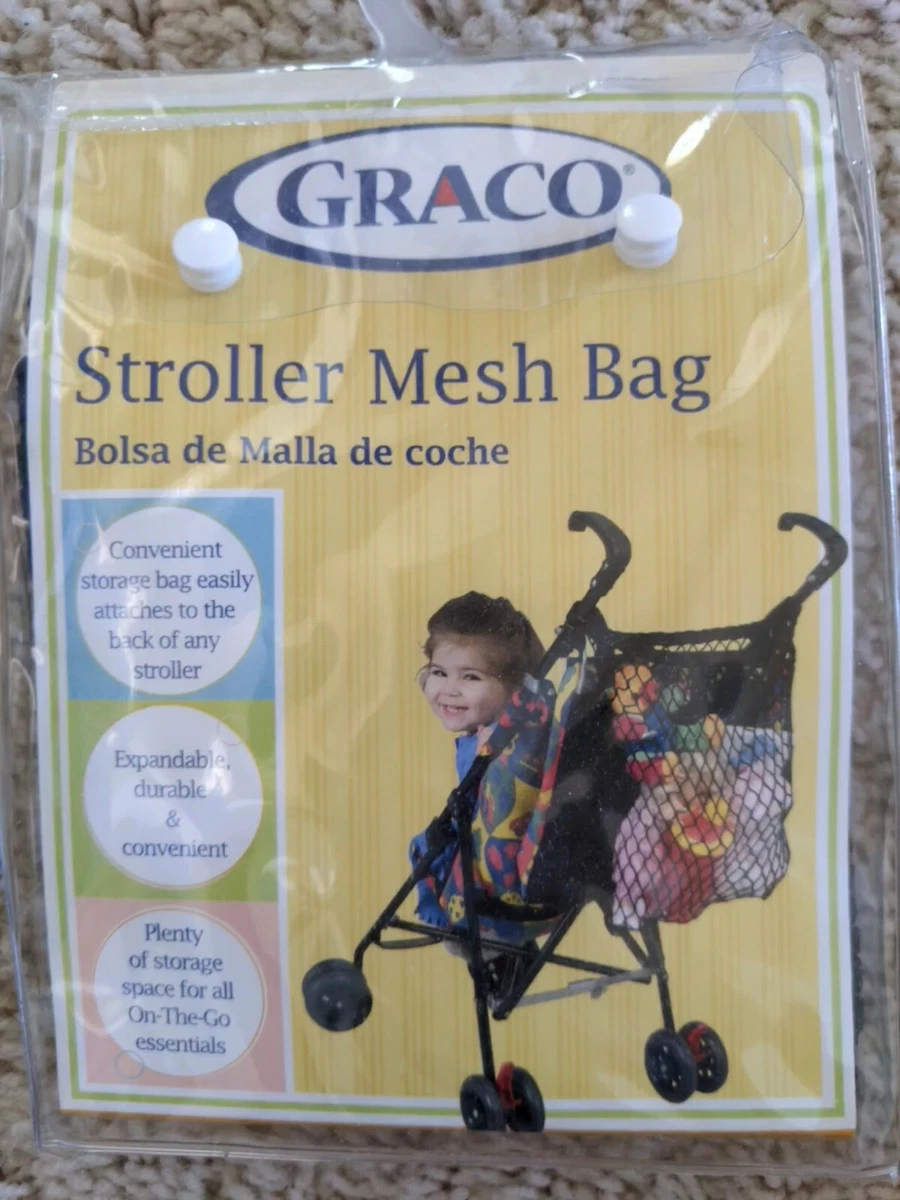 GRACO®
Stroller Mesh Bag
Bolsa de Malla de coche
Convenient
storage bag easily
attaches to the
back of any
stroller
Expandable,
durable
&
convenient
Plenty
of storage
space for all
On-The-Go
essentials